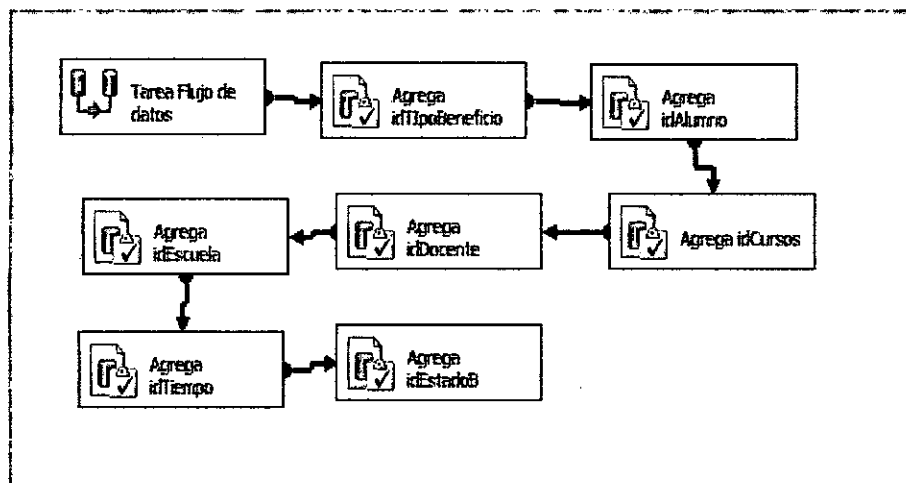 Tarea Flujo de
datos
Agrega
idTIpoBeneficio
Agrega
idAlumno
Agrega idCursos
Agrega
idDocente
Agrega
idEscuela
Agrega
idTiempo
Agrega
idEstadoB